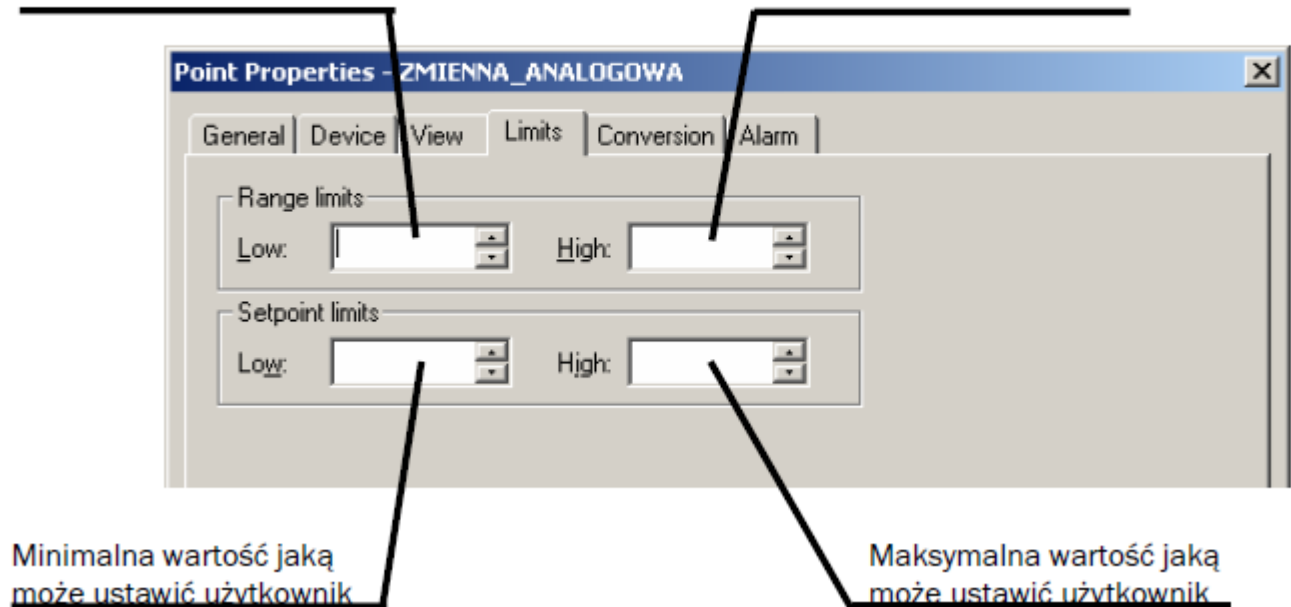 Point Properties - ZMIENNA_ANALOGOWA
General Device View Limits Conversion Alarm
Range limits
Low: High:
Setpoint limits
Low: High:
Minimalna wartość jaką
może ustawić użytkownik
Maksymalna wartość jaką
może ustawić użytkownik